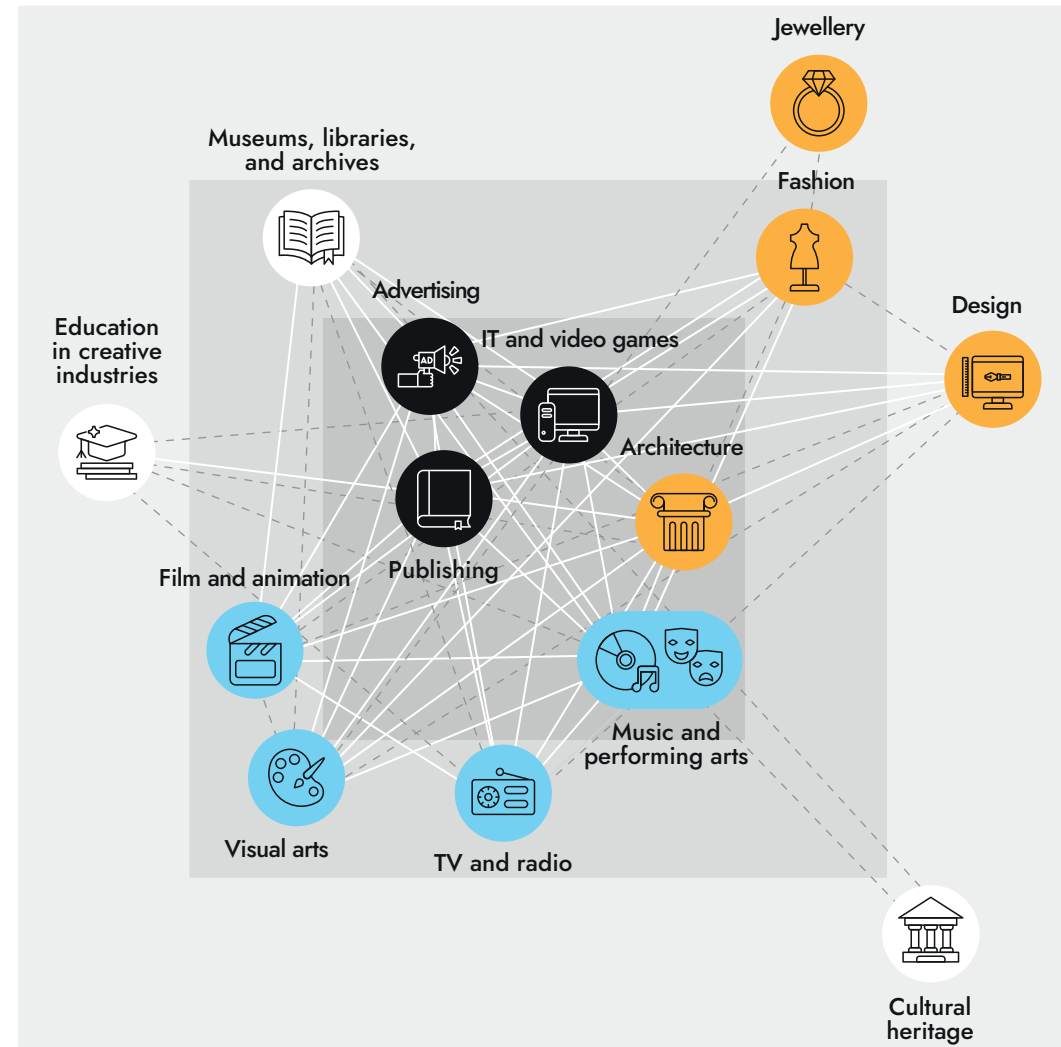 Jewellery
Museums, libraries,
and archives
Fashion
Advertising
Design
Education
in creative
industries
IT and video games
AD
Architecture
Publishing
Film and animation
Music and
performing arts
Visual arts
TV and radio
Cultural
heritage